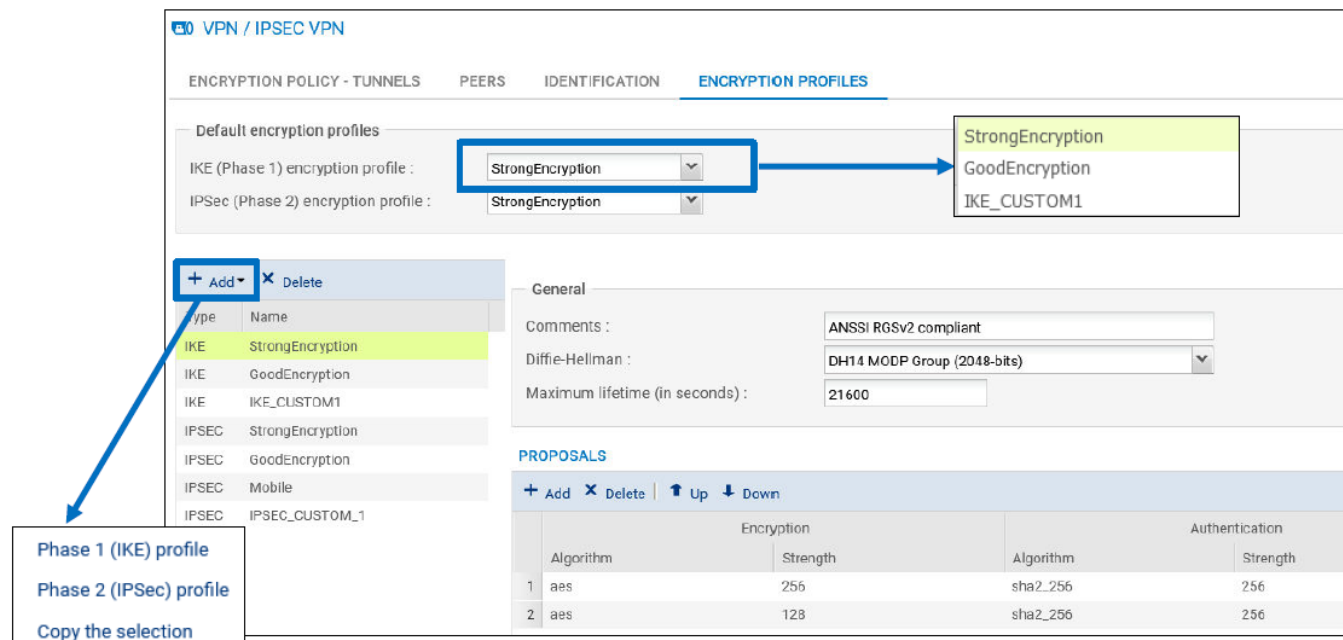 VPN / IPSEC VPN
ENCRYPTION POLICY - TUNNELS PEERS IDENTIFICATION ENCRYPTION PROFILES
Default encryption profiles
IKE (Phase 1) encryption profile : StrongEncryption
IPSec (Phase 2) encryption profile : StrongEncryption
StrongEncryption
GoodEncryption
IKE_CUSTOM1
+ Add Delete
Type Name
IKE StrongEncryption
IKE GoodEncryption
IKE IKE_CUSTOM1
IPSEC StrongEncryption
IPSEC GoodEncryption
IPSEC Mobile
IPSEC IPSEC_CUSTOM_1
Phase 1 (IKE) profile
Phase 2 (IPSec) profile
Copy the selection
General
Comments : ANSSI RGSv2 compliant
Diffie-Hellman : DH14 MODP Group (2048-bits)
Maximum lifetime (in seconds) : 21600
PROPOSALS
+ Add Delete Up Down
Encryption Authentication
Algorithm Strength Algorithm Strength
1 aes 256 sha2_256 256
2 aes 128 sha2_256 256